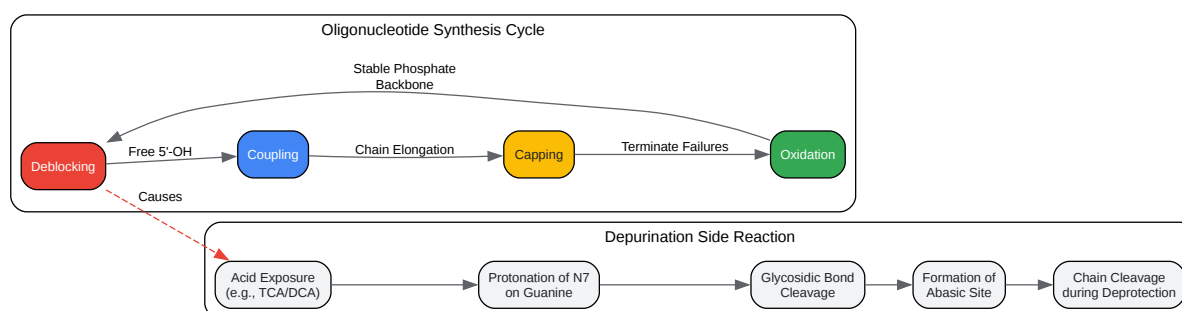 Oligonucleotide Synthesis Cycle
Stable Phosphate
Backbone
Deblocking
Free 5'-OH
Coupling
Chain Elongation
Capping
Terminate Failures
Oxidation
Causes
Depurination Side Reaction
Acid Exposure
(e.g., TCA/DCA)
Protonation of N7
on Guanine
Glycosidic Bond
Cleavage
Formation of
Abasic Site
Chain Cleavage
during Deprotection